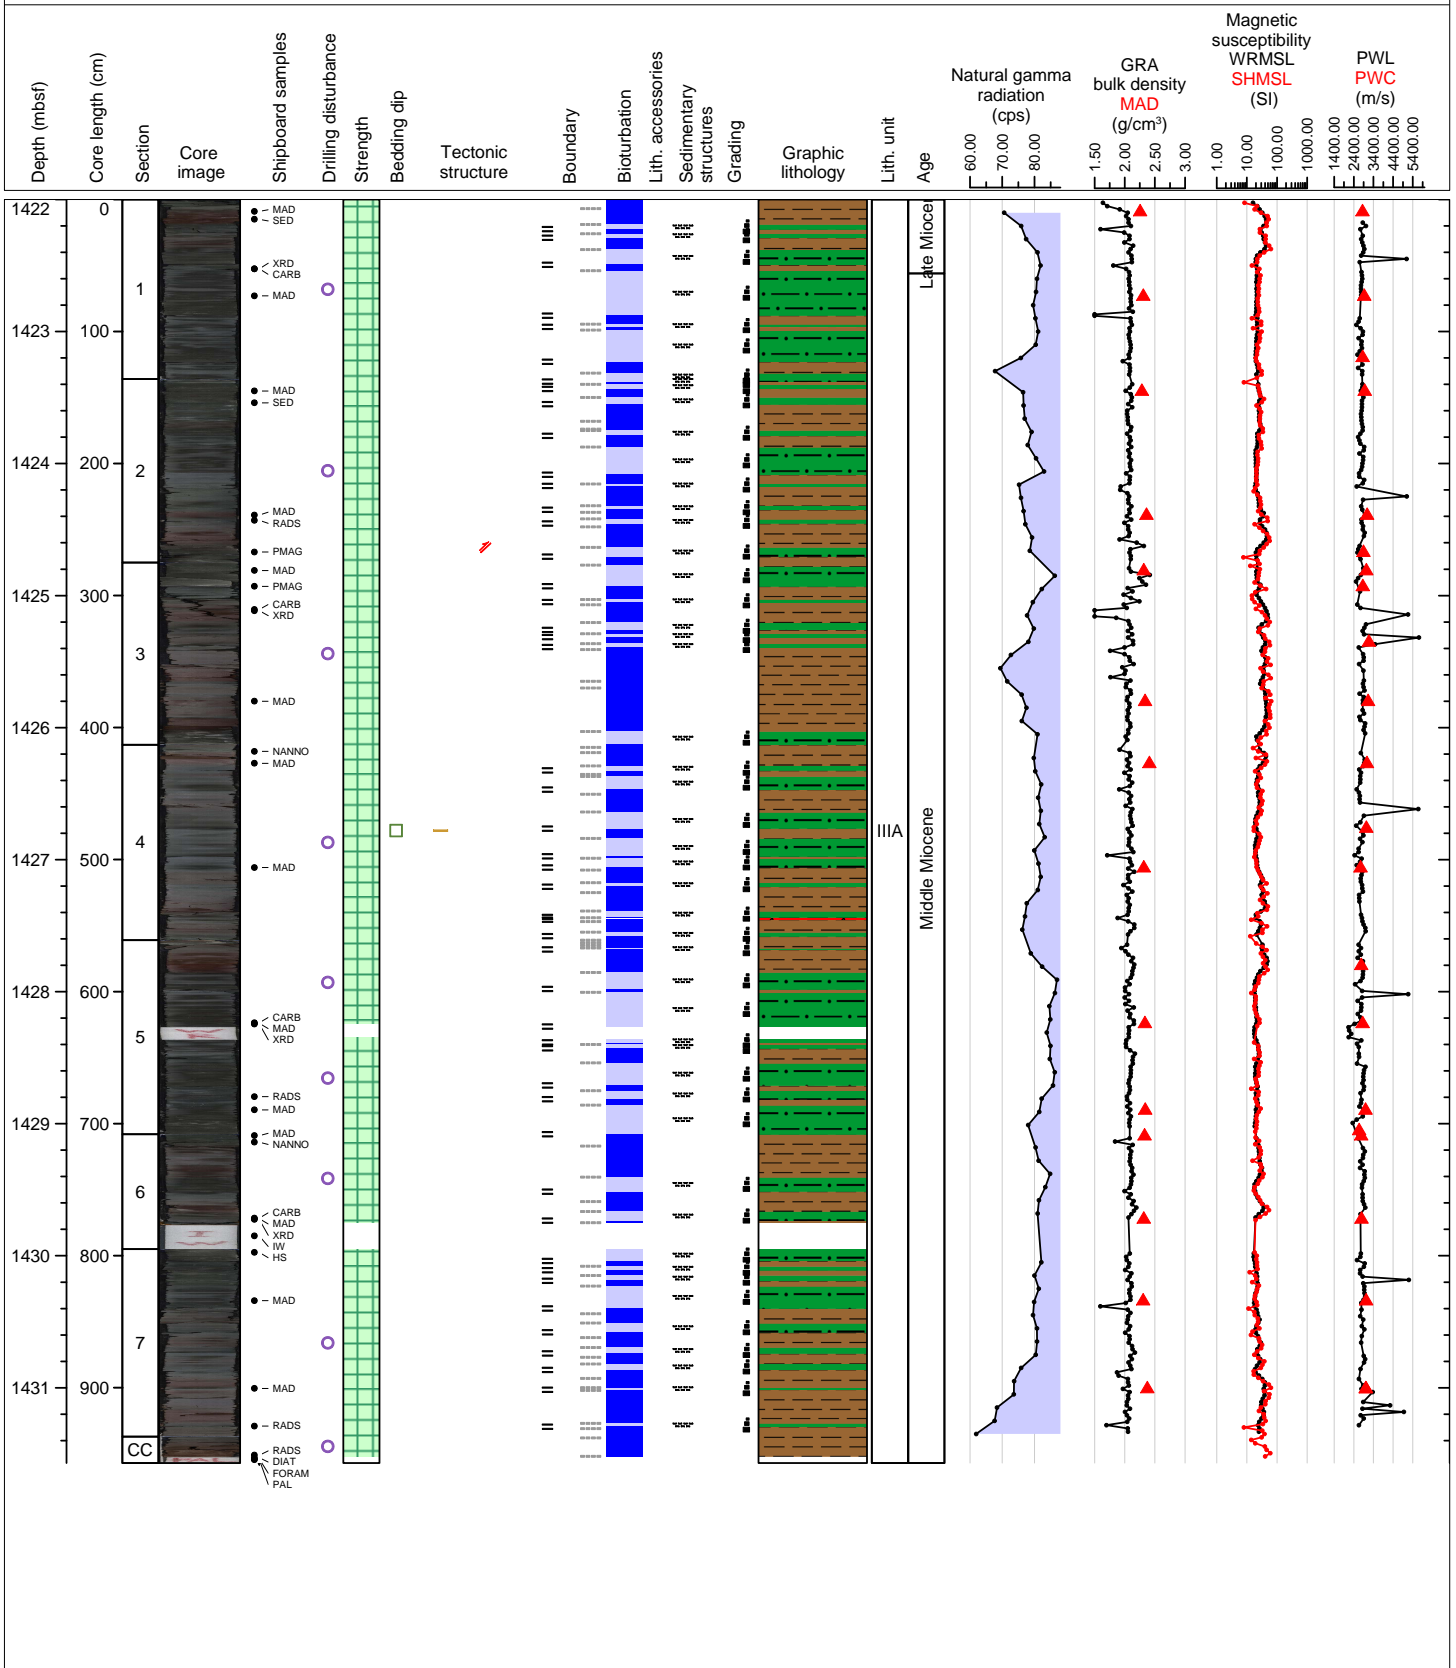 Depth (mbsf)
Core length (cm)
Section
Core
image
Shipboard samples
Drilling disturbance
Strength
Bedding dip
Tectonic
structure
Boundary
Bioturbation
Lith. accessories
Sedimentary
structures
Grading
Graphic
lithology
Lith. unit
Age
Natural gamma
radiation
(cps)
60.00 70.00 80.00
GRA
bulk density
MAD
(g/cm³)
1.50 2.00 2.50 3.00
Magnetic
susceptibility
WRMSL
SHMSL
(SI)
1.00 10.00 100.00 1000.00
PWL
PWC
(m/s)
1400.00 2400.00 3400.00 4400.00 5400.00
1422 0
MAD
SED
Late Miocene
XRD
CARB
1
MAD
1423 100
MAD
SED
1424 200
2
MAD
RADS
PMAG
MAD
PMAG
1425 300
CARB
XRD
3
MAD
1426 400
NANNO
MAD
4
IIIA
Middle Miocene
1427 500
MAD
1428 600
CARB
MAD
XRD
5
RADS
MAD
1429 700
MAD
NANNO
6
CARB
MAD
XRD
IW
HS
1430 800
MAD
7
1431 900
MAD
RADS
CC
RADS
DIAT
FORAM
PAL